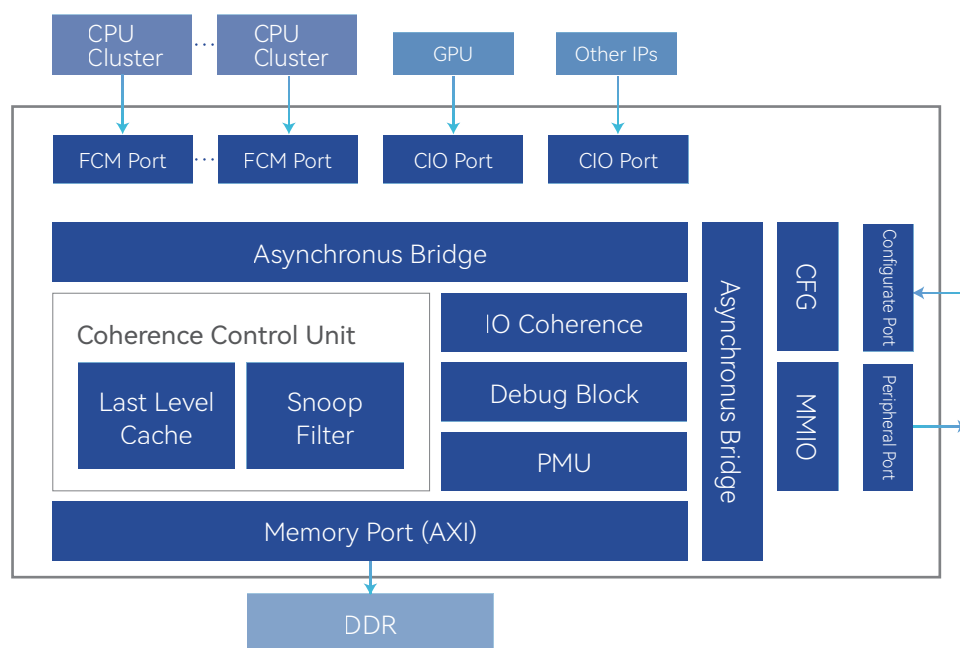 CPU
Cluster
...
CPU
Cluster
GPU
Other IPs
FCM Port
...
FCM Port
CIO Port
CIO Port
Asynchronus Bridge
Coherence Control Unit
Last Level
Cache
Snoop
Filter
IO Coherence
Debug Block
PMU
Memory Port (AXI)
Asynchronus Bridge
CFG
MMIO
Configurate Port
Peripheral Port
DDR